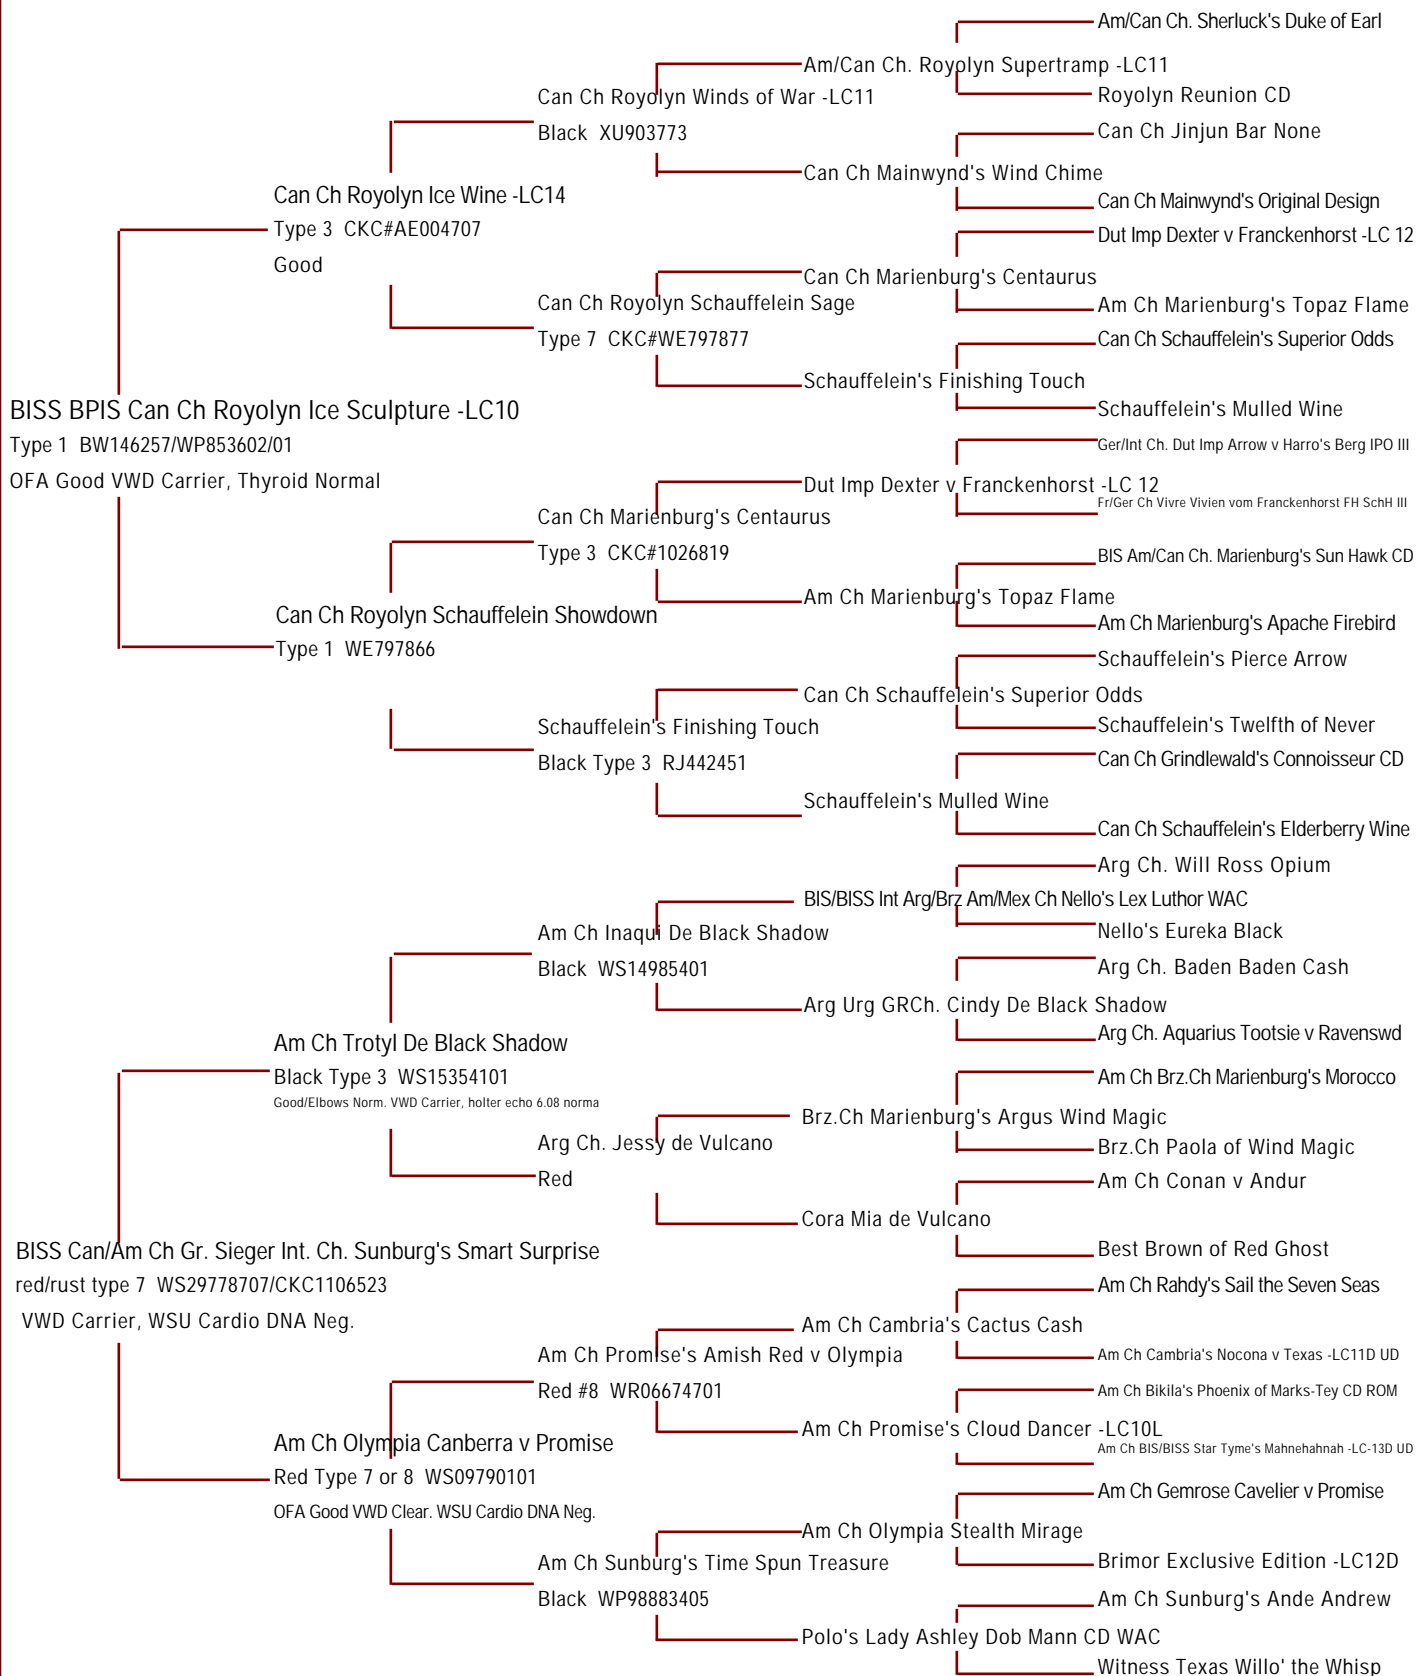 Am/Can Ch. Sherluck's Duke of Earl
Am/Can Ch. Royolyn Supertramp -LC11
Can Ch Royolyn Winds of War -LC11
Royolyn Reunion CD
Black XU903773
Can Ch Jinjun Bar None
Can Ch Mainwynd's Wind Chime
Can Ch Royolyn Ice Wine -LC14
Can Ch Mainwynd's Original Design
Type 3 CKC#AE004707
Dut Imp Dexter v Franckenhorst -LC 12
Good
Can Ch Marienburg's Centaurus
Can Ch Royolyn Schauffelein Sage
Am Ch Marienburg's Topaz Flame
Type 7 CKC#WE797877
Can Ch Schauffelein's Superior Odds
Schauffelein's Finishing Touch
BISS BPIS Can Ch Royolyn Ice Sculpture -LC10
Schauffelein's Mulled Wine
Type 1 BW146257/WP853602/01
Ger/Int Ch. Dut Imp Arrow v Harro's Berg IPO III
OFA Good VWD Carrier, Thyroid Normal
Dut Imp Dexter v Franckenhorst -LC 12
Fr/Ger Ch Vivre Vivien vom Franckenhorst FH SchH III
Can Ch Marienburg's Centaurus
Type 3 CKC#1026819
BIS Am/Can Ch. Marienburg's Sun Hawk CD
Am Ch Marienburg's Topaz Flame
Can Ch Royolyn Schauffelein Showdown
Am Ch Marienburg's Apache Firebird
Type 1 WE797866
Schauffelein's Pierce Arrow
Can Ch Schauffelein's Superior Odds
Schauffelein's Finishing Touch
Schauffelein's Twelfth of Never
Black Type 3 RJ442451
Can Ch Grindlewald's Connoisseur CD
Schauffelein's Mulled Wine
Can Ch Schauffelein's Elderberry Wine
Arg Ch. Will Ross Opium
BIS/BISS Int Arg/Brz Am/Mex Ch Nello's Lex Luthor WAC
Am Ch Inaqui De Black Shadow
Nello's Eureka Black
Black WS14985401
Arg Ch. Baden Baden Cash
Arg Urg GRCh. Cindy De Black Shadow
Arg Ch. Aquarius Tootsie v Ravenswd
Am Ch Trotyl De Black Shadow
Black Type 3 WS15354101
Am Ch Brz.Ch Marienburg's Morocco
Good/Elbows Norm. VWD Carrier, holter echo 6.08 norma
Brz.Ch Marienburg's Argus Wind Magic
Arg Ch. Jessy de Vulcano
Brz.Ch Paola of Wind Magic
Red
Am Ch Conan v Andur
Cora Mia de Vulcano
BISS Can/Am Ch Gr. Sieger Int. Ch. Sunburg's Smart Surprise
Best Brown of Red Ghost
red/rust type 7 WS29778707/CKC1106523
Am Ch Rahdy's Sail the Seven Seas
VWD Carrier, WSU Cardio DNA Neg.
Am Ch Cambria's Cactus Cash
Am Ch Promise's Amish Red v Olympia
Am Ch Cambria's Nocona v Texas -LC11D UD
Red #8 WR06674701
Am Ch Bikila's Phoenix of Marks-Tey CD ROM
Am Ch Promise's Cloud Dancer -LC10L
Am Ch Olympia Canberra v Promise
Am Ch BIS/BISS Star Tyme's Mahnehahnah -LC-13D UD
Red Type 7 or 8 WS09790101
Am Ch Gemrose Cavelier v Promise
OFA Good VWD Clear. WSU Cardio DNA Neg.
Am Ch Olympia Stealth Mirage
Am Ch Sunburg's Time Spun Treasure
Brimor Exclusive Edition -LC12D
Black WP98883405
Am Ch Sunburg's Ande Andrew
Polo's Lady Ashley Dob Mann CD WAC
Witness Texas Willo' the Whisp